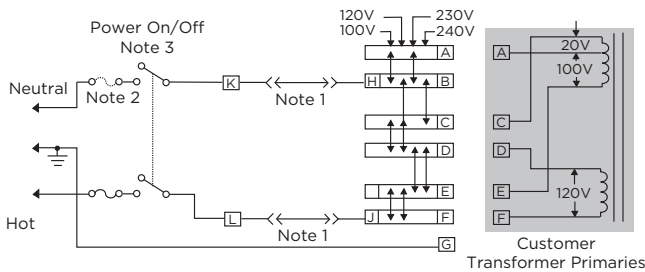 120V
230V
100V
240V
Power On/Off
Note 3
Neutral
Note 2
K
Note 1
H
A
B
C
D
E
J
F
Hot
L
Note 1
G
A
20V
100V
C
D
E
120V
F
Customer
Transformer Primaries